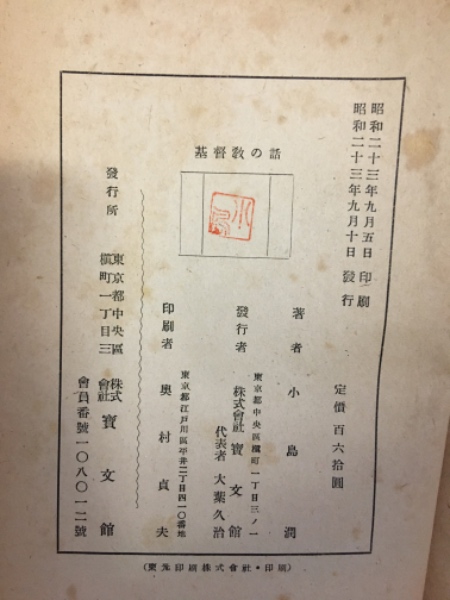 昭和二十三年九月五日 印刷
昭和二十三年九月十日 發行
定價 百六拾圓
基督敎の話
著者 小島潤
東京都中央區槇町一丁目三ノ一
發行者 株式會社 寶文館
代表者 大葉久治
東京都江戸川區平井二丁目四一〇番地
印刷者 奥村貞夫
發行所
東京都中央區
槇町一丁目三
株式會社 寶文館
會員番號一〇八〇一二號
(東光印刷株式會社・印刷)